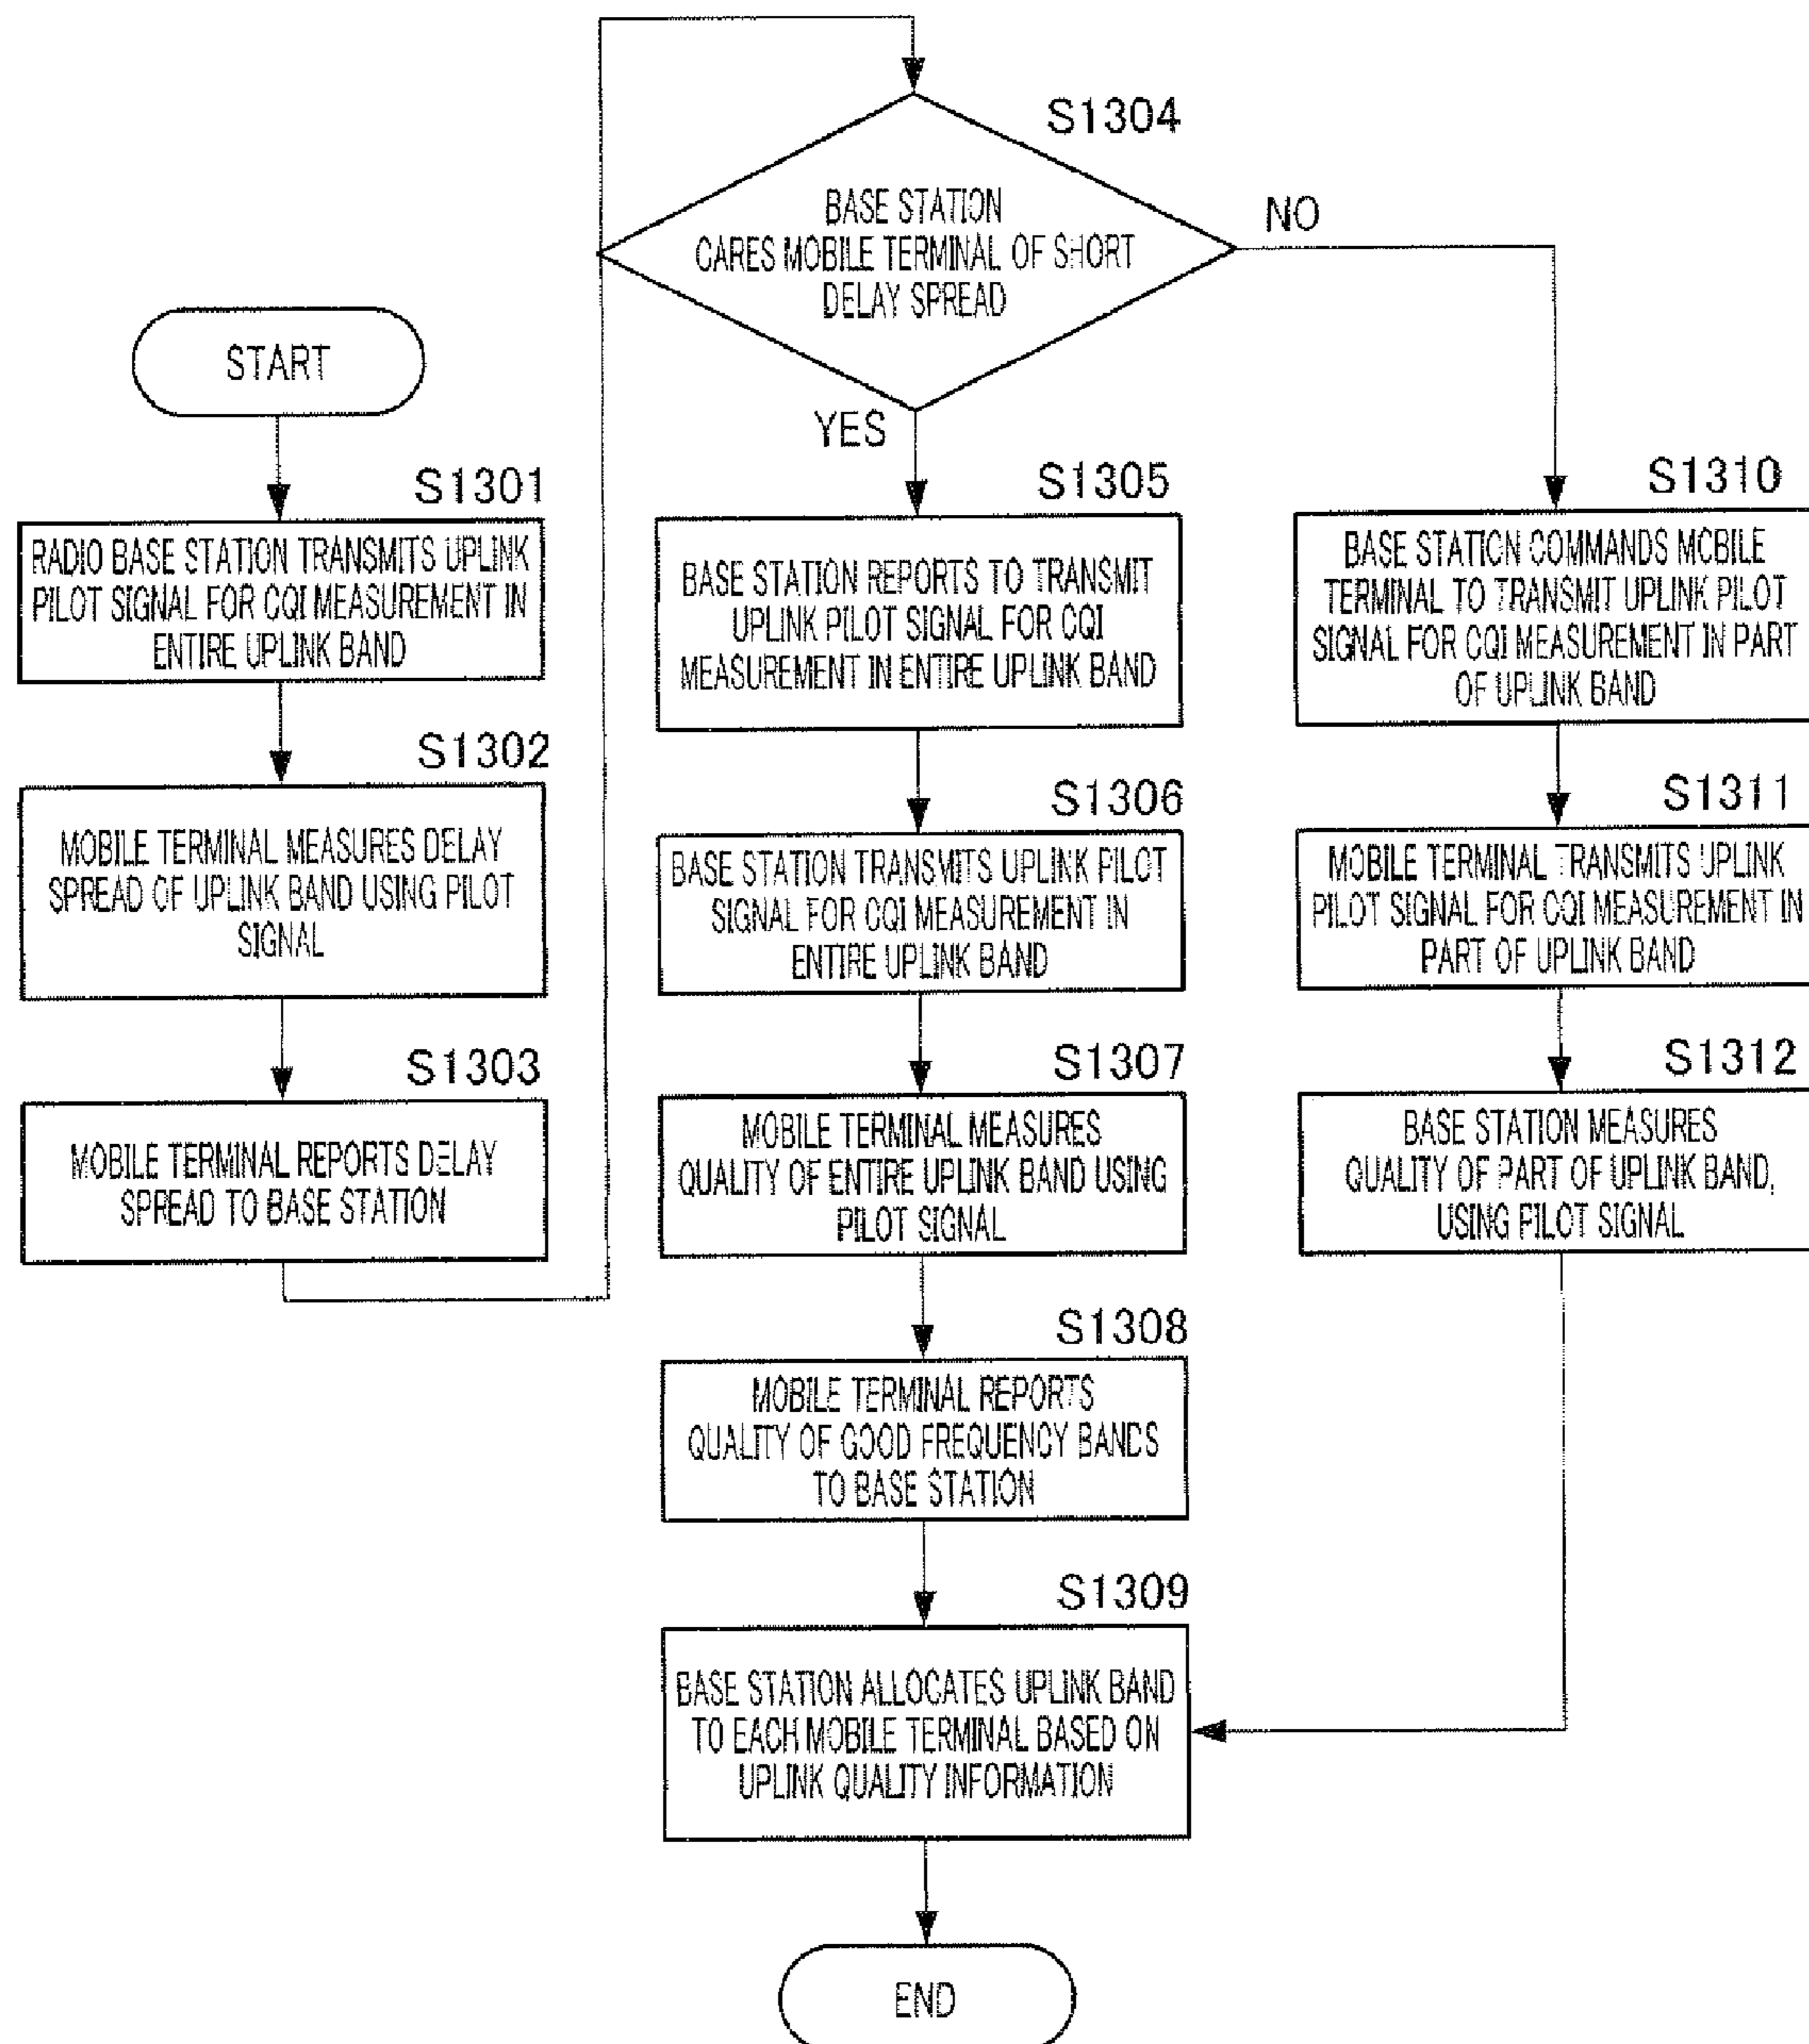 START
S1301
RADIO BASE STATION TRANSMITS UPLINK
PILOT SIGNAL FOR CQI MEASUREMENT IN
ENTIRE UPLINK BAND
S1302
MOBILE TERMINAL MEASURES DELAY
SPREAD OF UPLINK BAND USING PILOT
SIGNAL
S1303
MOBILE TERMINAL REPORTS DELAY
SPREAD TO BASE STATION
S1304
BASE STATION
CARES MOBILE TERMINAL OF SHORT
DELAY SPREAD
YES
NO
S1305
BASE STATION REPORTS TO TRANSMIT
UPLINK PILOT SIGNAL FOR CQI
MEASUREMENT IN ENTIRE UPLINK BAND
S1306
BASE STATION TRANSMITS UPLINK PILOT
SIGNAL FOR CQI MEASUREMENT IN
ENTIRE UPLINK BAND
S1307
MOBILE TERMINAL MEASURES
QUALITY OF ENTIRE UPLINK BAND USING
PILOT SIGNAL
S1308
MOBILE TERMINAL REPORTS
QUALITY OF GOOD FREQUENCY BANDS
TO BASE STATION
S1309
BASE STATION ALLOCATES UPLINK BAND
TO EACH MOBILE TERMINAL BASED ON
UPLINK QUALITY INFORMATION
S1310
BASE STATION COMMANDS MOBILE
TERMINAL TO TRANSMIT UPLINK PILOT
SIGNAL FOR CQI MEASUREMENT IN PART
OF UPLINK BAND
S1311
MOBILE TERMINAL TRANSMITS UPLINK
PILOT SIGNAL FOR CQI MEASUREMENT IN
PART OF UPLINK BAND
S1312
BASE STATION MEASURES
QUALITY OF PART OF UPLINK BAND,
USING PILOT SIGNAL
END